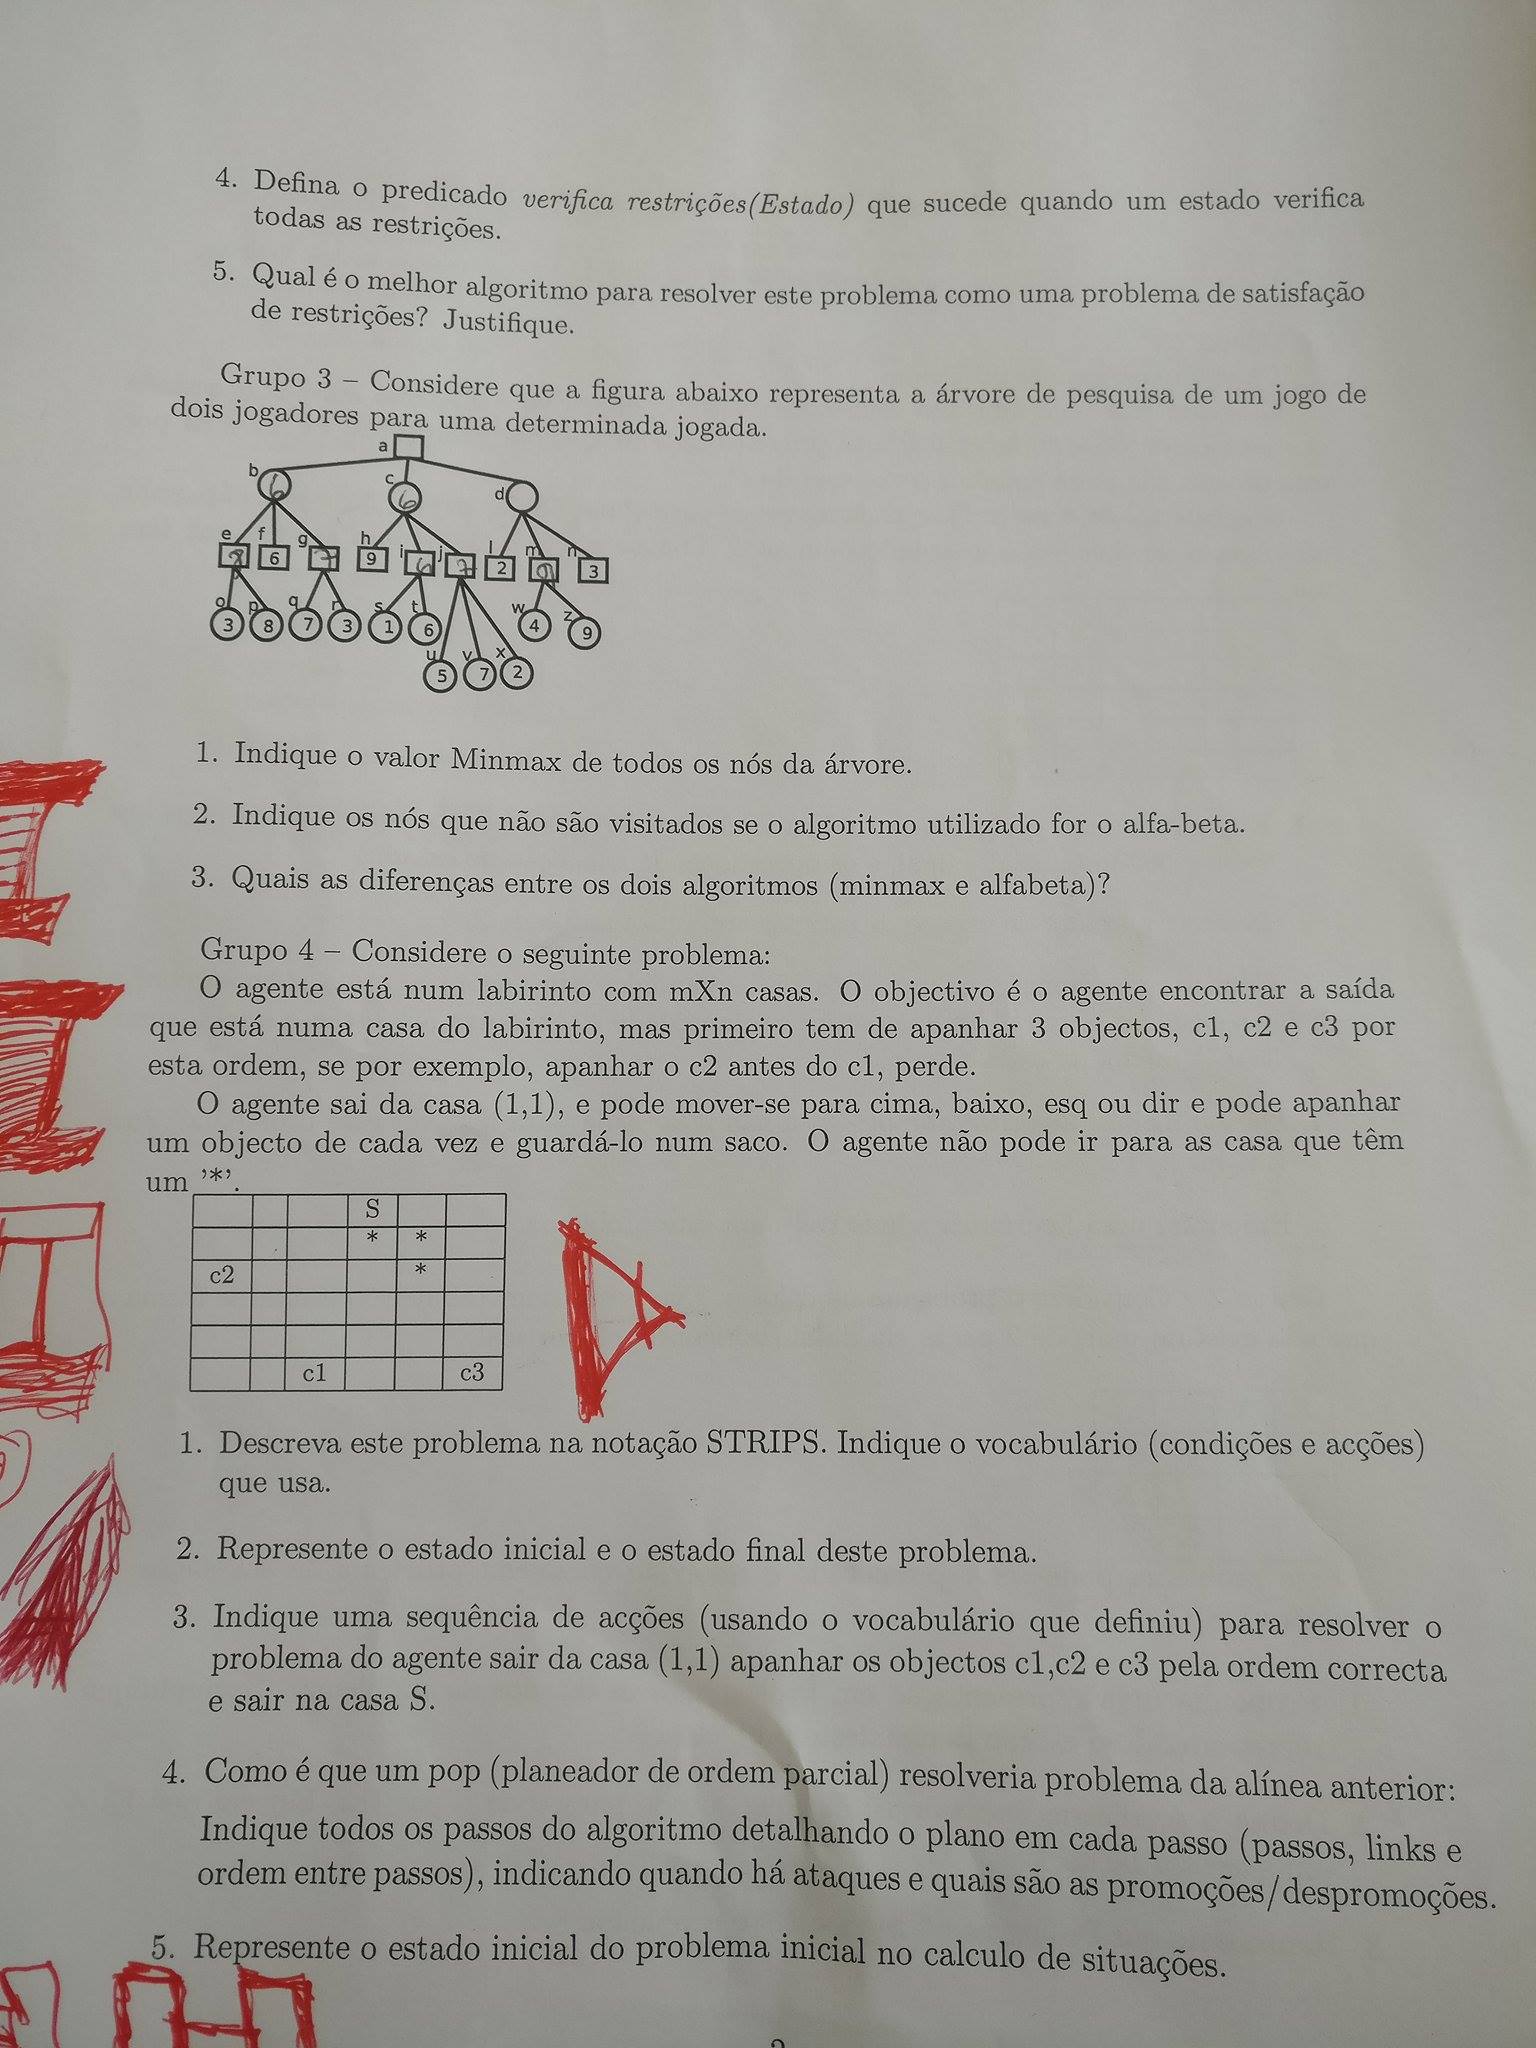 4. Defina o predicado verifica restrições(Estado) que sucede quando um estado verifica
todas as restrições.
5. Qual é o melhor algoritmo para resolver este problema como uma problema de satisfação
de restrições? Justifique.
Grupo 3 – Considere que a figura abaixo representa a árvore de pesquisa de um jogo de
dois jogadores para uma determinada jogada.
a
b 6 c 6 d
e 8 f 6 g 7 h 9 i 6 j 7 l 2 m 9 n 3
o 3 p 8 q 7 r 3 s 1 t 6 w 4 z 9
u 5 v 7 x 2
1. Indique o valor Minmax de todos os nós da árvore.
2. Indique os nós que não são visitados se o algoritmo utilizado for o alfa-beta.
3. Quais as diferenças entre os dois algoritmos (minmax e alfabeta)?
Grupo 4 – Considere o seguinte problema:
O agente está num labirinto com mXn casas. O objectivo é o agente encontrar a saída
que está numa casa do labirinto, mas primeiro tem de apanhar 3 objectos, c1, c2 e c3 por
esta ordem, se por exemplo, apanhar o c2 antes do c1, perde.
O agente sai da casa (1,1), e pode mover-se para cima, baixo, esq ou dir e pode apanhar
um objecto de cada vez e guardá-lo num saco. O agente não pode ir para as casa que têm
um '*'.
S
* *
c2 *
c1 c3
1. Descreva este problema na notação STRIPS. Indique o vocabulário (condições e acções)
que usa.
2. Represente o estado inicial e o estado final deste problema.
3. Indique uma sequência de acções (usando o vocabulário que definiu) para resolver o
problema do agente sair da casa (1,1) apanhar os objectos c1,c2 e c3 pela ordem correcta
e sair na casa S.
4. Como é que um pop (planeador de ordem parcial) resolveria problema da alínea anterior:
Indique todos os passos do algoritmo detalhando o plano em cada passo (passos, links e
ordem entre passos), indicando quando há ataques e quais são as promoções/despromoções.
5. Represente o estado inicial do problema inicial no calculo de situações.